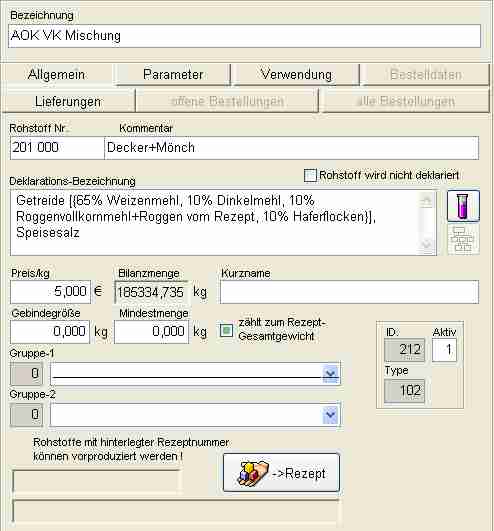 Bezeichnung
AOK VK Mischung
Allgemein Parameter Verwendung Bestelldaten
Lieferungen offene Bestellungen alle Bestellungen
Rohstoff Nr. Kommentar
201 000 Decker+Mönch
Deklarations-Bezeichnung Rohstoff wird nicht deklariert
Getreide [{65% Weizenmehl, 10% Dinkelmehl, 10%
Roggenvollkornmehl+Roggen vom Rezept, 10% Haferflocken}],
Speisesalz
Preis/kg Bilanzmenge Kurzname
5,000 € 185334,735 kg
Gebindegröße Mindestmenge zählt zum Rezept-
Gesamtgewicht
0,000 kg 0,000 kg
ID. Aktiv
212 1
Type
102
Gruppe-1
0
Gruppe-2
0
Rohstoffe mit hinterlegter Rezeptnummer
können vorproduziert werden !
->Rezept